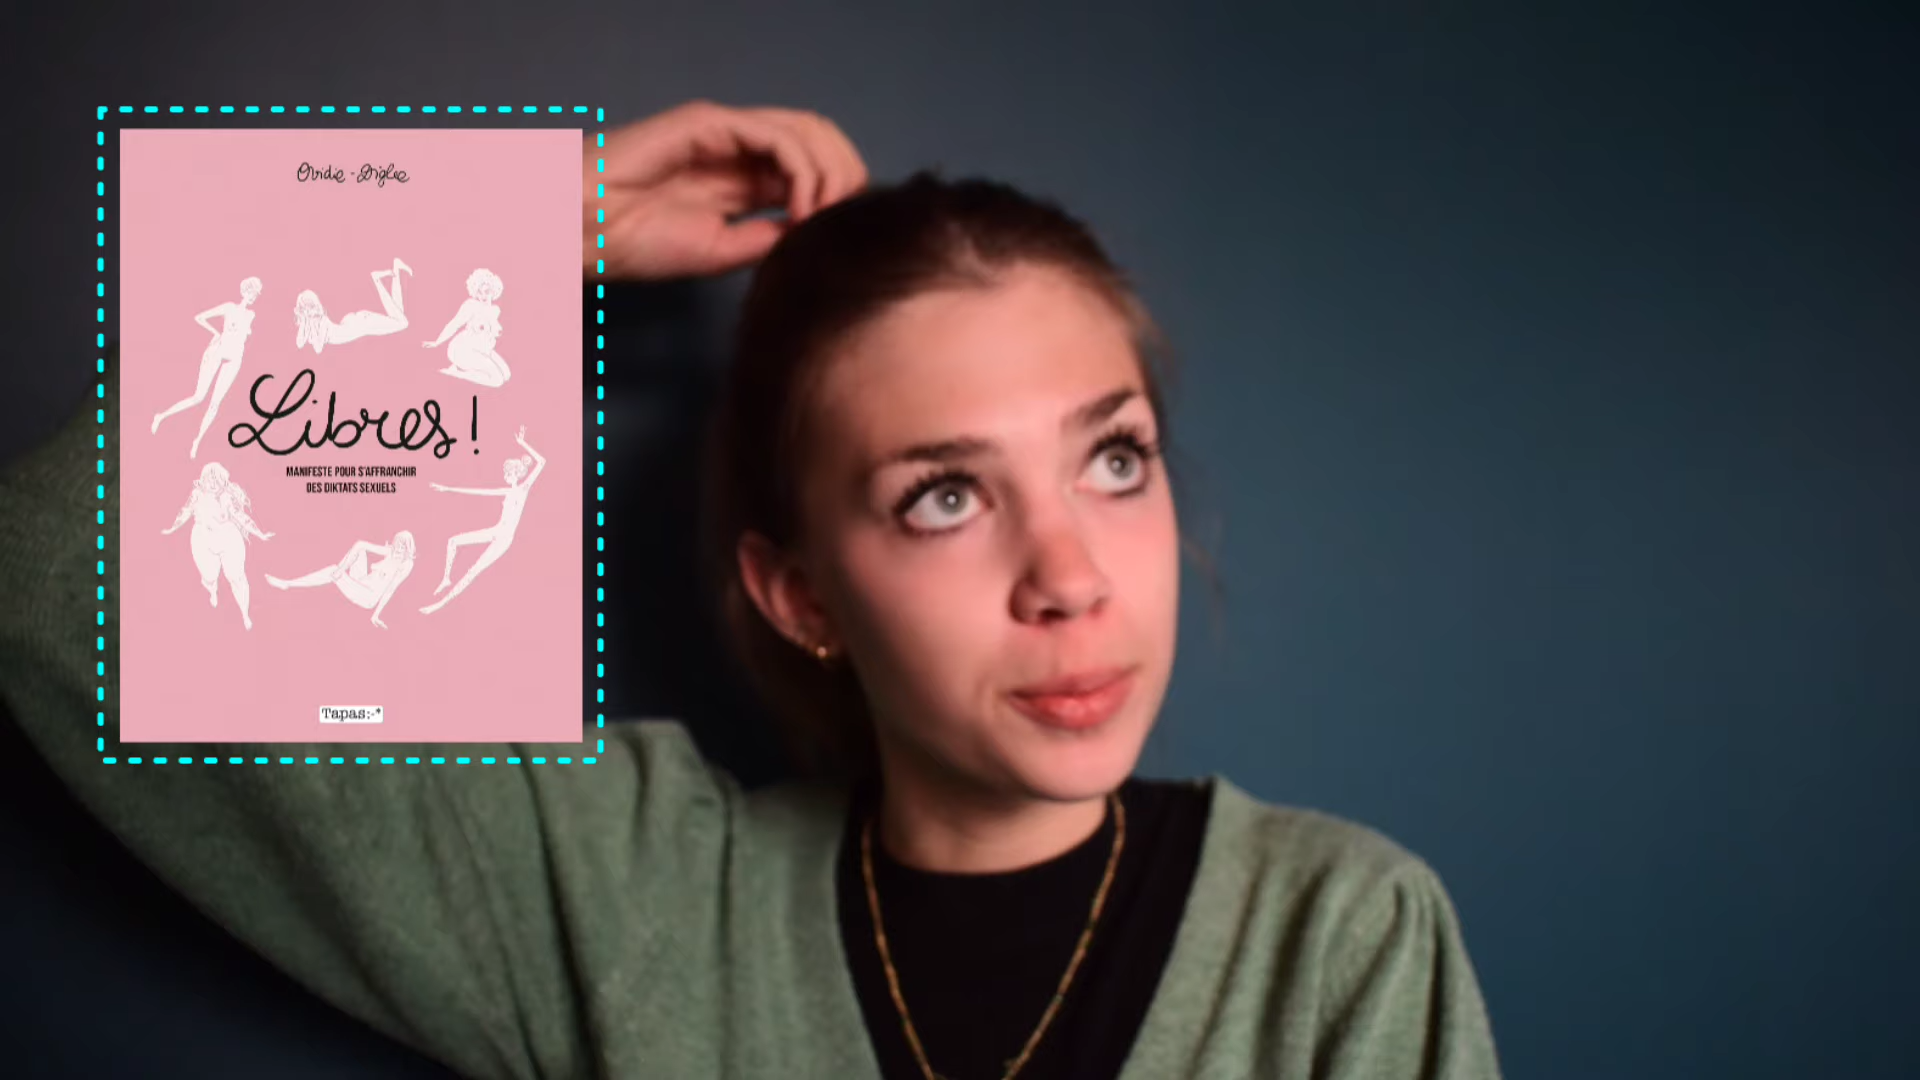 Ovidie - Diglee
Libres !
MANIFESTE POUR S'AFFRANCHIR
DES DIKTATS SEXUELS
Tapas:-*